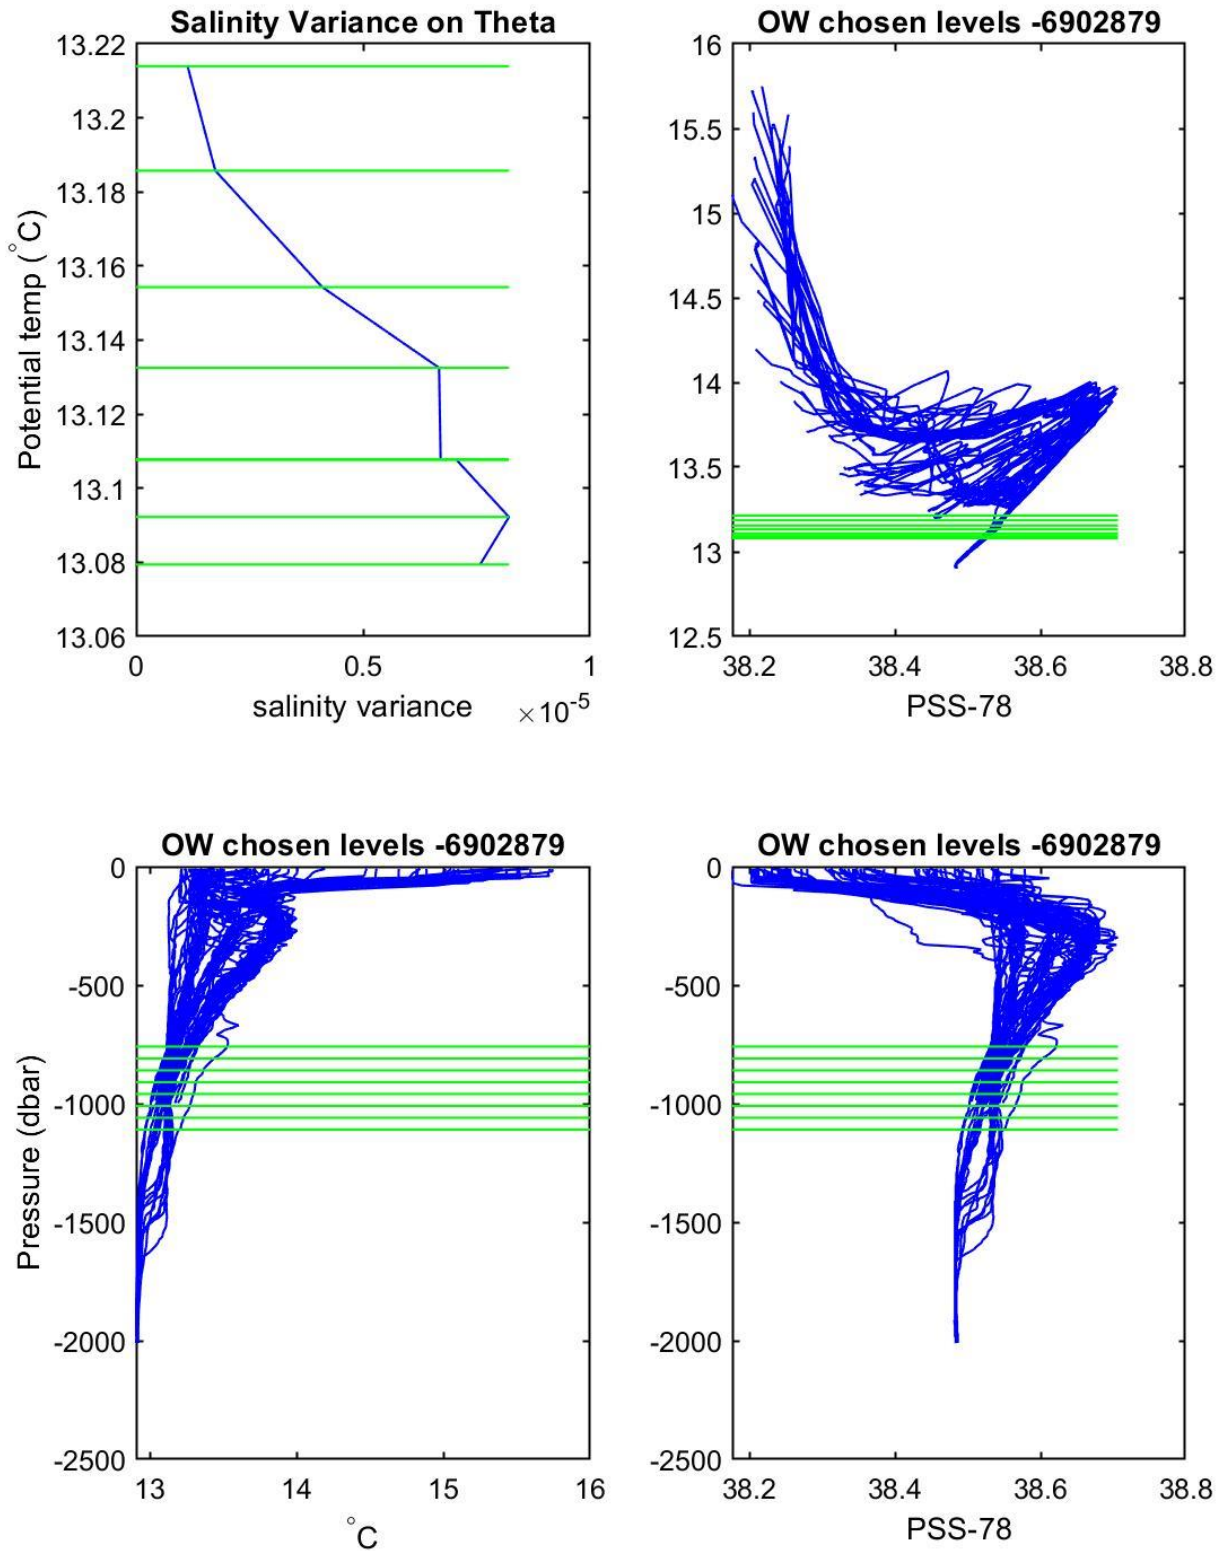 Salinity Variance on Theta
13.22
13.2
13.18
13.16
13.14
13.12
13.1
13.08
13.06
Potential temp (°C)
0 0.5 1
salinity variance ×10-5
OW chosen levels -6902879
16
15.5
15
14.5
14
13.5
13
12.5
38.2 38.4 38.6 38.8
PSS-78
OW chosen levels -6902879
0
-500
-1000
-1500
-2000
-2500
Pressure (dbar)
13 14 15 16
°C
OW chosen levels -6902879
0
-500
-1000
-1500
-2000
-2500
38.2 38.4 38.6 38.8
PSS-78